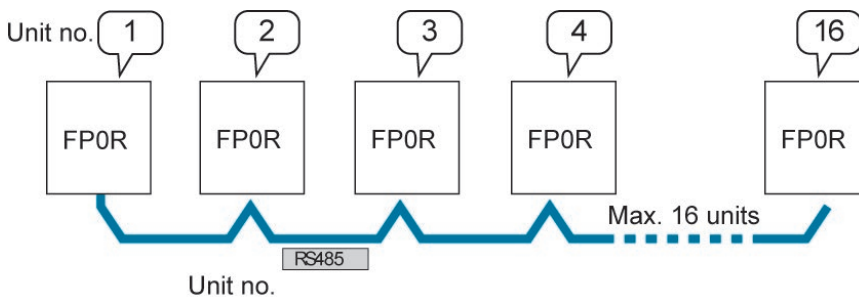 Unit no. 1 2 3 4 16
FP0R FP0R FP0R FP0R FP0R
Max. 16 units
RS485
Unit no.